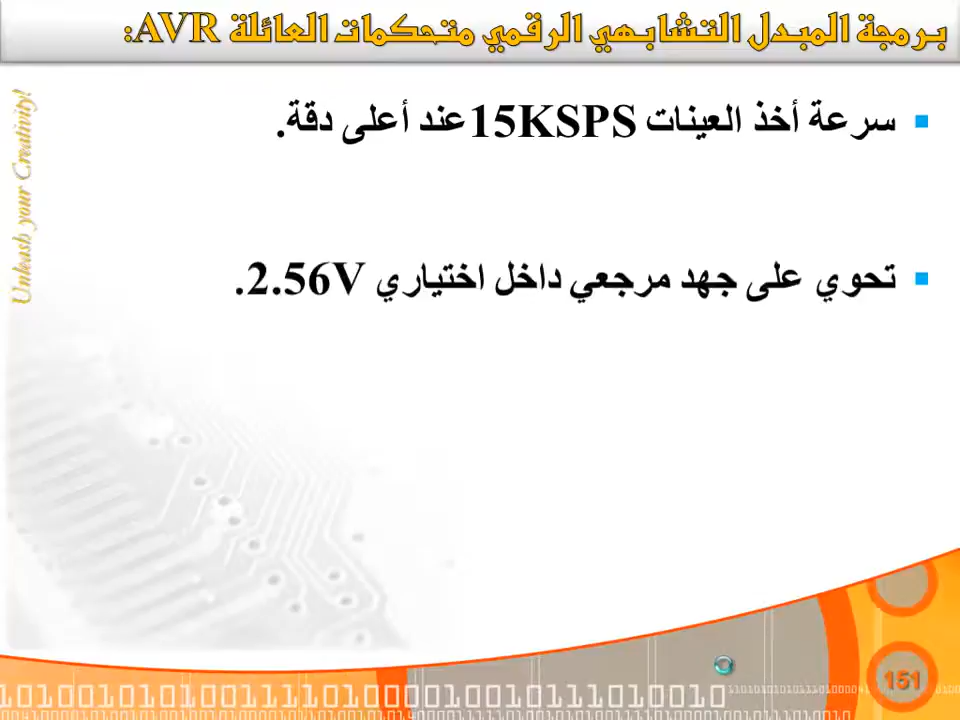 برمجة المبدل التشابهي الرقمي متحكمات العائلة AVR:
سرعة أخذ العينات 15KSPS عند أعلى دقة.
تحوي على جهد مرجعي داخل اختياري 2.56V.
Unleash your Creativity!
151